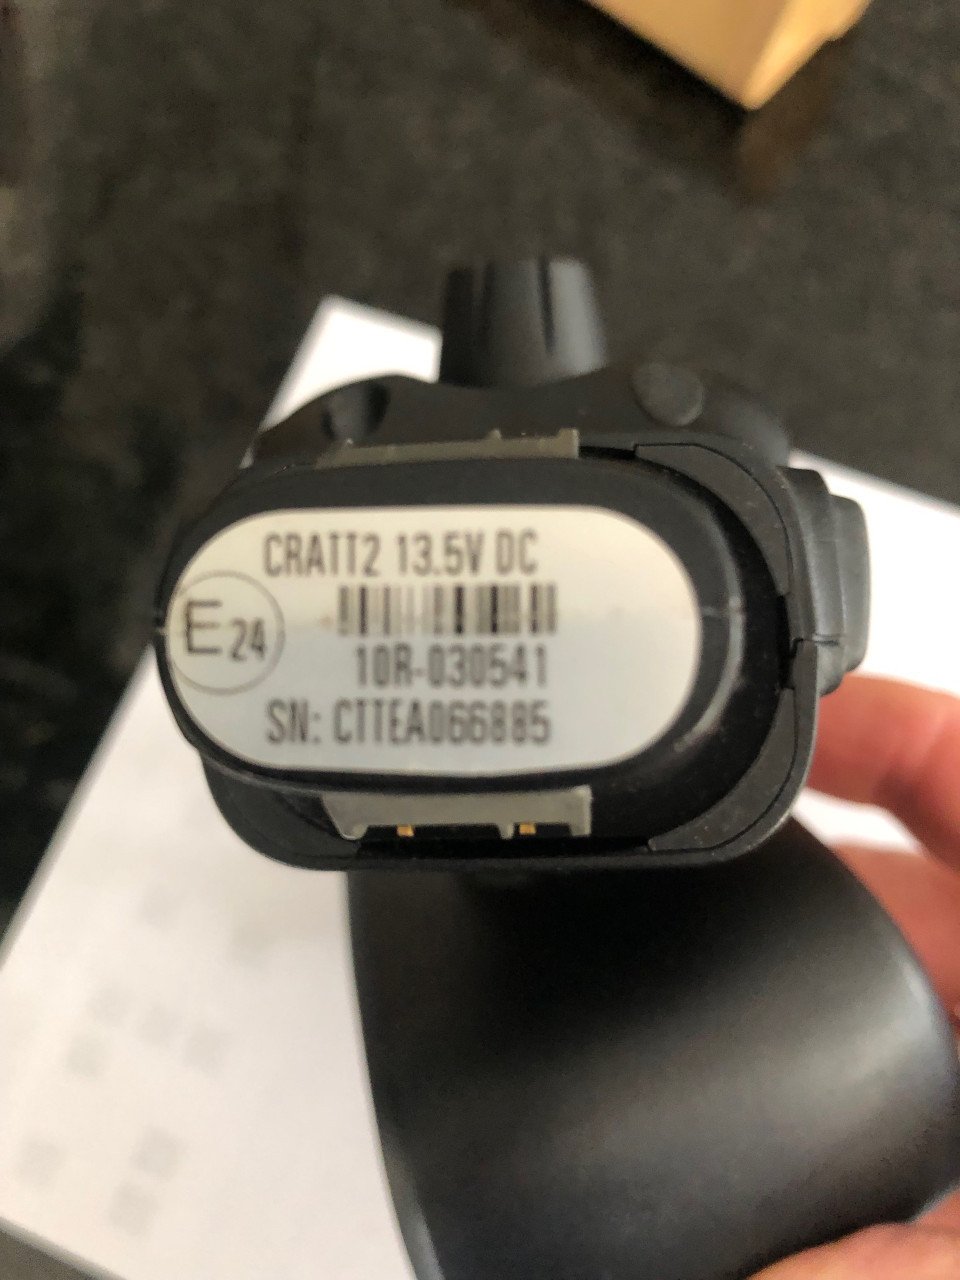 CRATT2 13.5V DC
E24
10R-030541
SN: CTTEA066885